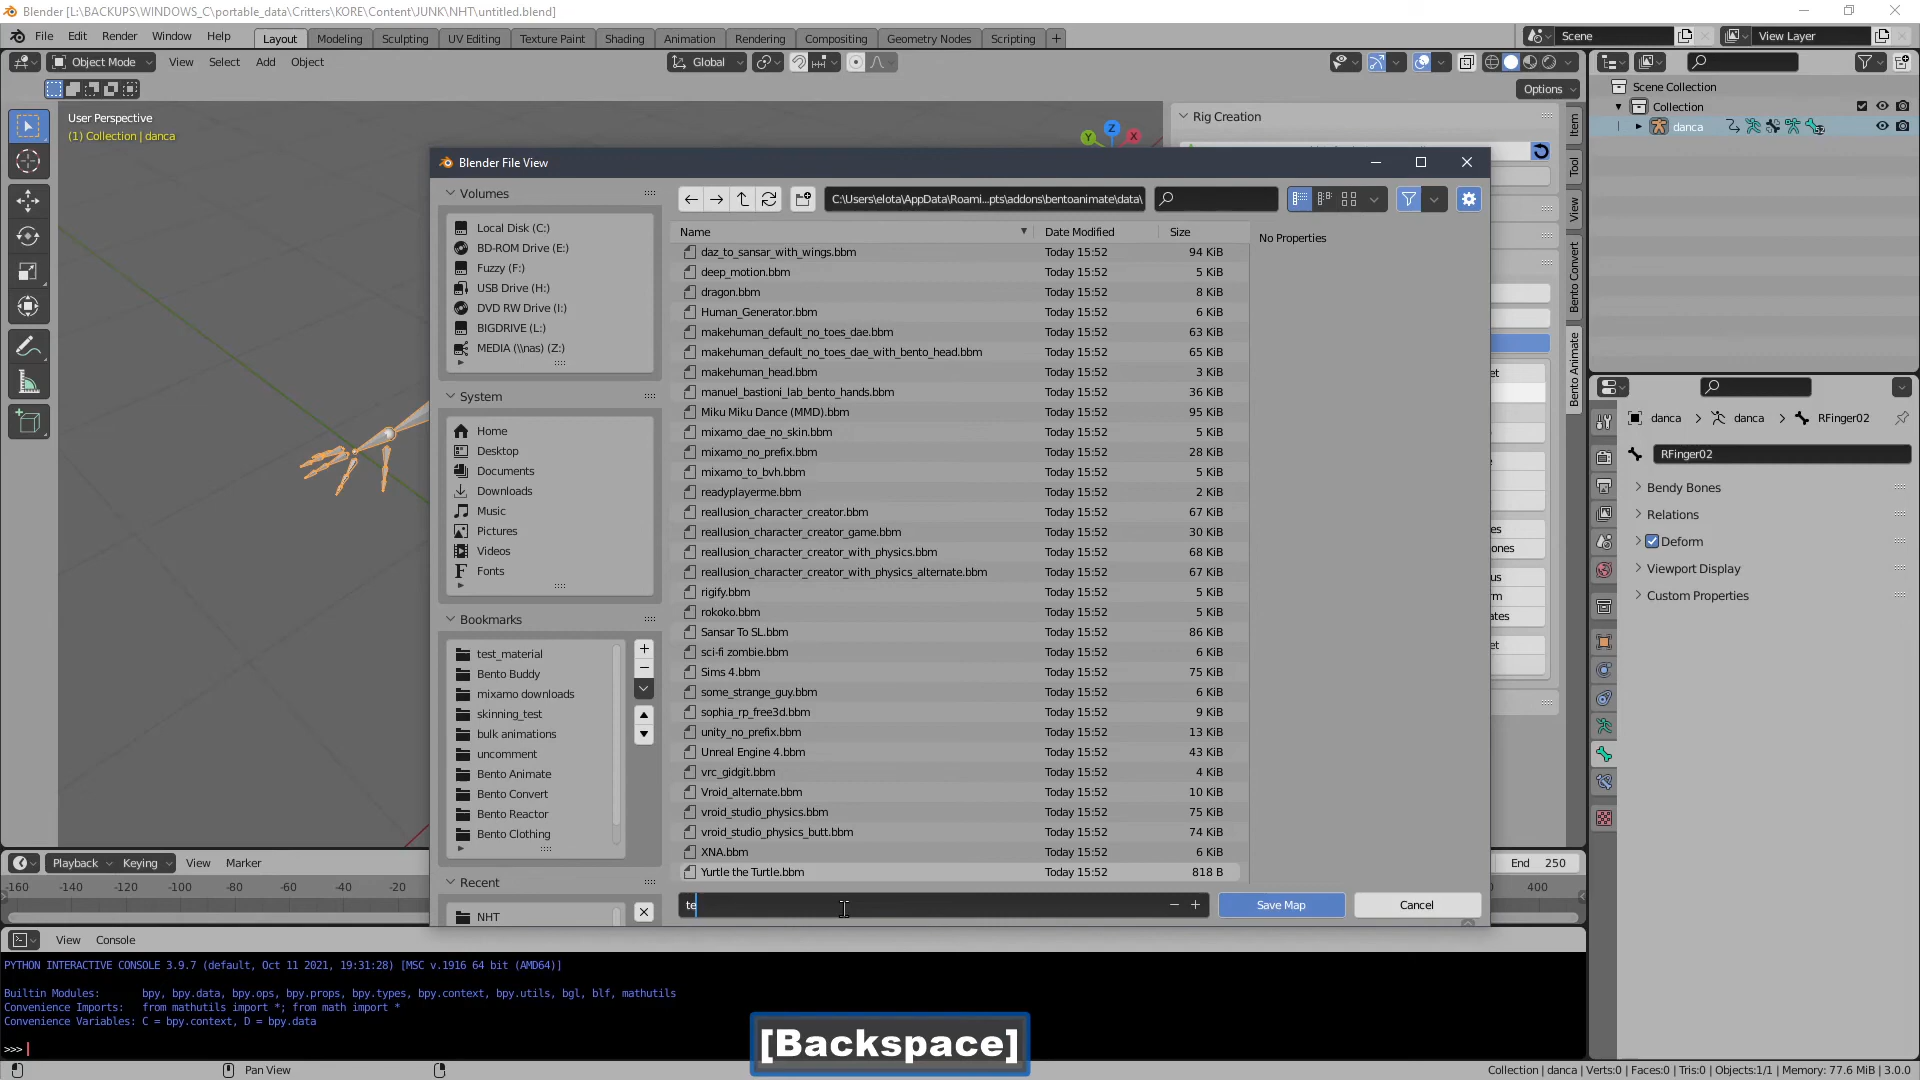 Blender [L:\BACKUPS\WINDOWS_C\portable_data\Critters\KORE\Content\JUNK\NHT\untitled.blend]
File Edit Render Window Help Layout Modeling Sculpting UV Editing Texture Paint Shading Animation Rendering Compositing Geometry Nodes Scripting + Scene View Layer
Object Mode View Select Add Object Global
Options
Scene Collection
Collection
danca 52
User Perspective
(1) Collection | danca
Z
Y
X
Rig Creation
Item
Tool
View
Bento Convert
Bento Animate
Blender File View
Volumes
Local Disk (C:)
BD-ROM Drive (E:)
Fuzzy (F:)
USB Drive (H:)
DVD RW Drive (I:)
BIGDRIVE (L:)
MEDIA (\\nas) (Z:)
System
Home
Desktop
Documents
Downloads
Music
Pictures
Videos
Fonts
Bookmarks
test_material
Bento Buddy
mixamo downloads
skinning_test
bulk animations
uncomment
Bento Animate
Bento Convert
Bento Reactor
Bento Clothing
Recent
NHT
C:\Users\elota\AppData\Roami...pts\addons\bentoanimate\data\
Name Date Modified Size
No Properties
daz_to_sansar_with_wings.bbm Today 15:52 94 KiB
deep_motion.bbm Today 15:52 5 KiB
dragon.bbm Today 15:52 8 KiB
Human_Generator.bbm Today 15:52 6 KiB
makehuman_default_no_toes_dae.bbm Today 15:52 63 KiB
makehuman_default_no_toes_dae_with_bento_head.bbm Today 15:52 65 KiB
makehuman_head.bbm Today 15:52 3 KiB
manuel_bastioni_lab_bento_hands.bbm Today 15:52 36 KiB
Miku Miku Dance (MMD).bbm Today 15:52 95 KiB
mixamo_dae_no_skin.bbm Today 15:52 5 KiB
mixamo_no_prefix.bbm Today 15:52 28 KiB
mixamo_to_bvh.bbm Today 15:52 5 KiB
readyplayerme.bbm Today 15:52 2 KiB
reallusion_character_creator.bbm Today 15:52 67 KiB
reallusion_character_creator_game.bbm Today 15:52 30 KiB
reallusion_character_creator_with_physics.bbm Today 15:52 68 KiB
reallusion_character_creator_with_physics_alternate.bbm Today 15:52 67 KiB
rigify.bbm Today 15:52 5 KiB
rokoko.bbm Today 15:52 5 KiB
Sansar To SL.bbm Today 15:52 86 KiB
sci-fi zombie.bbm Today 15:52 6 KiB
Sims 4.bbm Today 15:52 75 KiB
some_strange_guy.bbm Today 15:52 6 KiB
sophia_rp_free3d.bbm Today 15:52 9 KiB
unity_no_prefix.bbm Today 15:52 13 KiB
Unreal Engine 4.bbm Today 15:52 43 KiB
vrc_gidgit.bbm Today 15:52 4 KiB
Vroid_alternate.bbm Today 15:52 10 KiB
vroid_studio_physics.bbm Today 15:52 75 KiB
vroid_studio_physics_butt.bbm Today 15:52 74 KiB
XNA.bbm Today 15:52 6 KiB
Yurtle the Turtle.bbm Today 15:52 818 B
te
Save Map
Cancel
et
es
ones
us
rm
ates
et
danca danca RFinger02
RFinger02
Bendy Bones
Relations
Deform
Viewport Display
Custom Properties
Playback Keying View Marker
End 250
-160 -140 -120 -100 -80 -60 -40 -20 400
View Console
PYTHON INTERACTIVE CONSOLE 3.9.7 (default, Oct 11 2021, 19:31:28) [MSC v.1916 64 bit (AMD64)]
Builtin Modules: bpy, bpy.data, bpy.ops, bpy.props, bpy.types, bpy.context, bpy.utils, bgl, blf, mathutils
Convenience Imports: from mathutils import *; from math import *
Convenience Variables: C = bpy.context, D = bpy.data
>>>
[Backspace]
Pan View
Collection | danca | Verts:0 | Faces:0 | Tris:0 | Objects:1/1 | Memory: 77.6 MiB | 3.0.0